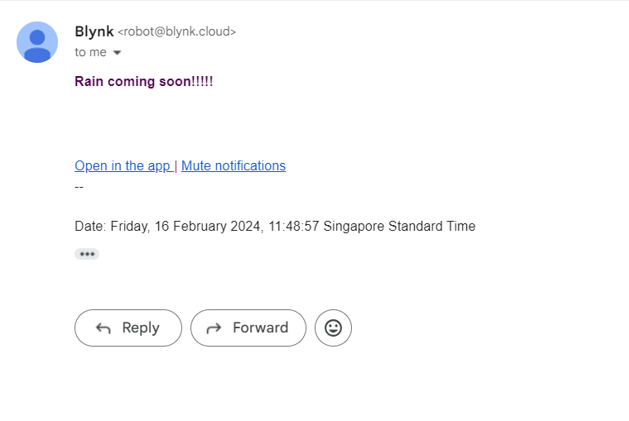 Blynk <robot@blynk.cloud>
to me
Rain coming soon!!!!!
Open in the app | Mute notifications
--
Date: Friday, 16 February 2024, 11:48:57 Singapore Standard Time
Reply Forward